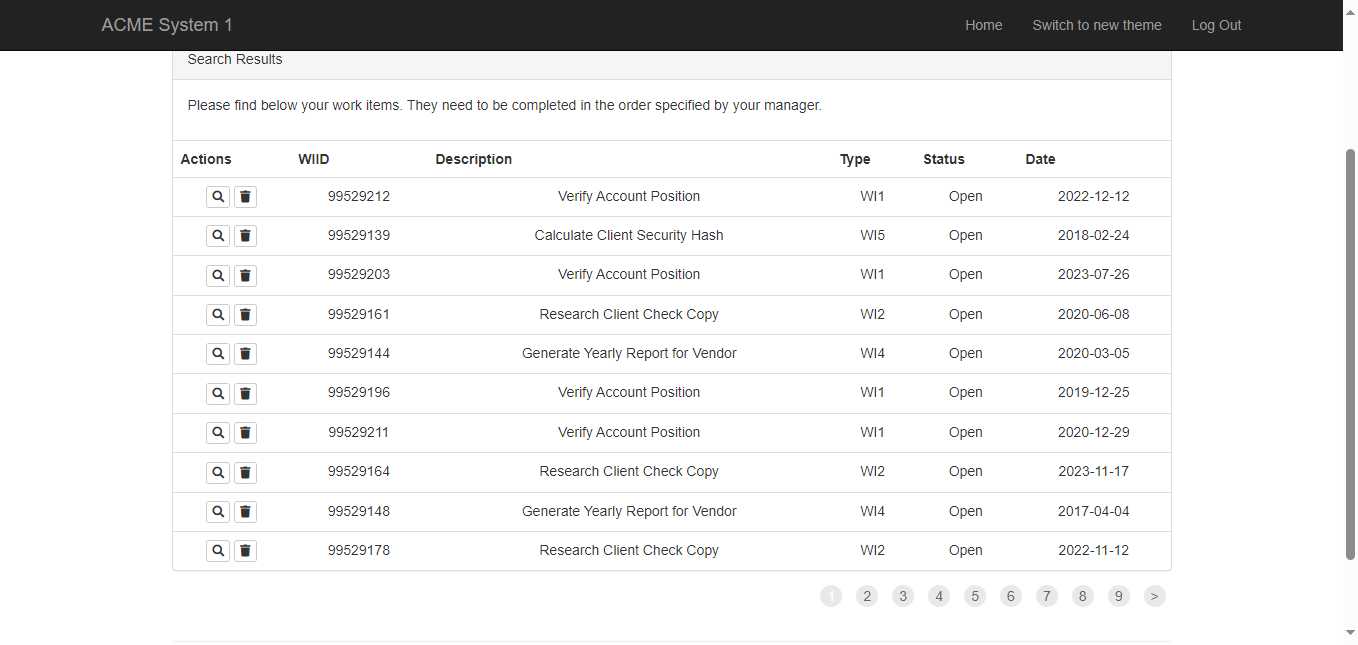 ACME System 1 Home Switch to new theme Log Out
Search Results
Please find below your work items. They need to be completed in the order specified by your manager.
Actions WIID Description Type Status Date
99529212 Verify Account Position WI1 Open 2022-12-12
99529139 Calculate Client Security Hash WI5 Open 2018-02-24
99529203 Verify Account Position WI1 Open 2023-07-26
99529161 Research Client Check Copy WI2 Open 2020-06-08
99529144 Generate Yearly Report for Vendor WI4 Open 2020-03-05
99529196 Verify Account Position WI1 Open 2019-12-25
99529211 Verify Account Position WI1 Open 2020-12-29
99529164 Research Client Check Copy WI2 Open 2023-11-17
99529148 Generate Yearly Report for Vendor WI4 Open 2017-04-04
99529178 Research Client Check Copy WI2 Open 2022-11-12
1 2 3 4 5 6 7 8 9 >